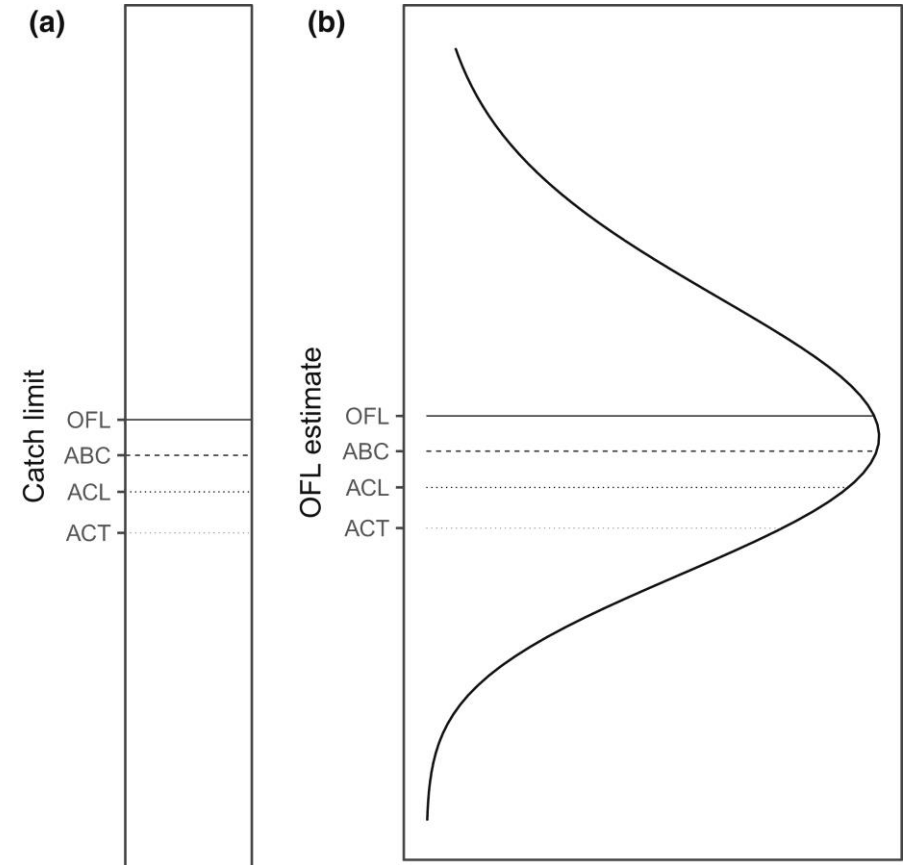 (a)
Catch limit
OFL
ABC
ACL
ACT
(b)
OFL estimate
OFL
ABC
ACL
ACT